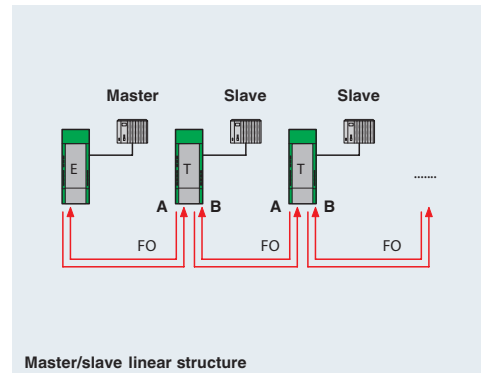 Master Slave Slave
E T T
.......
A B A B
FO FO FO
Master/slave linear structure